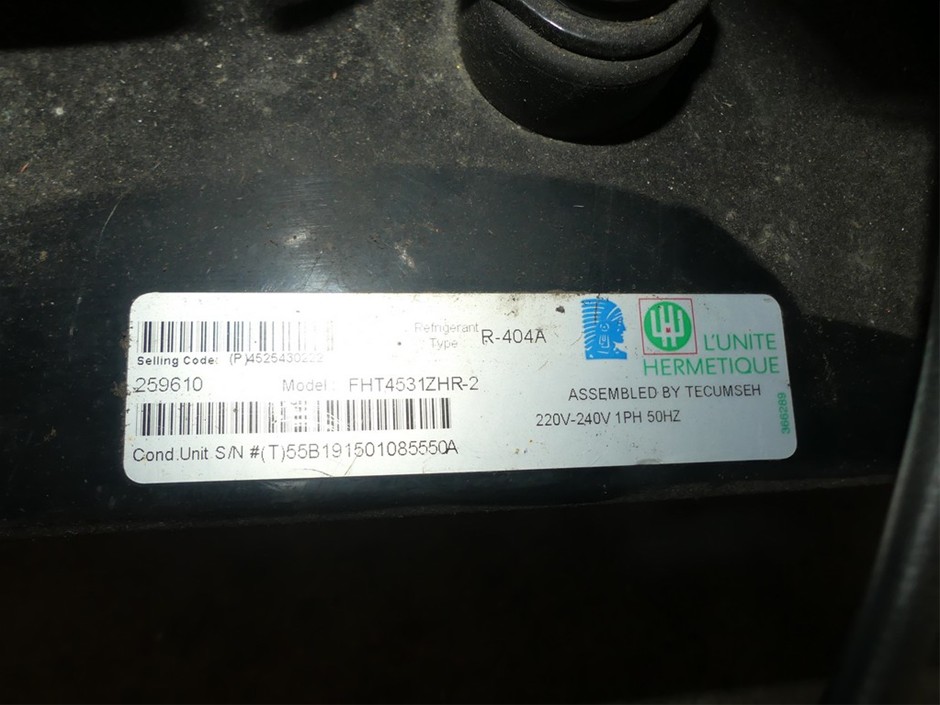 Refrigerant
Type R-404A
Selling Code: (P)4525430222
L'UNITE
HERMETIQUE
259610 Model: FHT4531ZHR-2
ASSEMBLED BY TECUMSEH
220V-240V 1PH 50HZ
Cond.Unit S/N #(T)55B191501085550A
366289